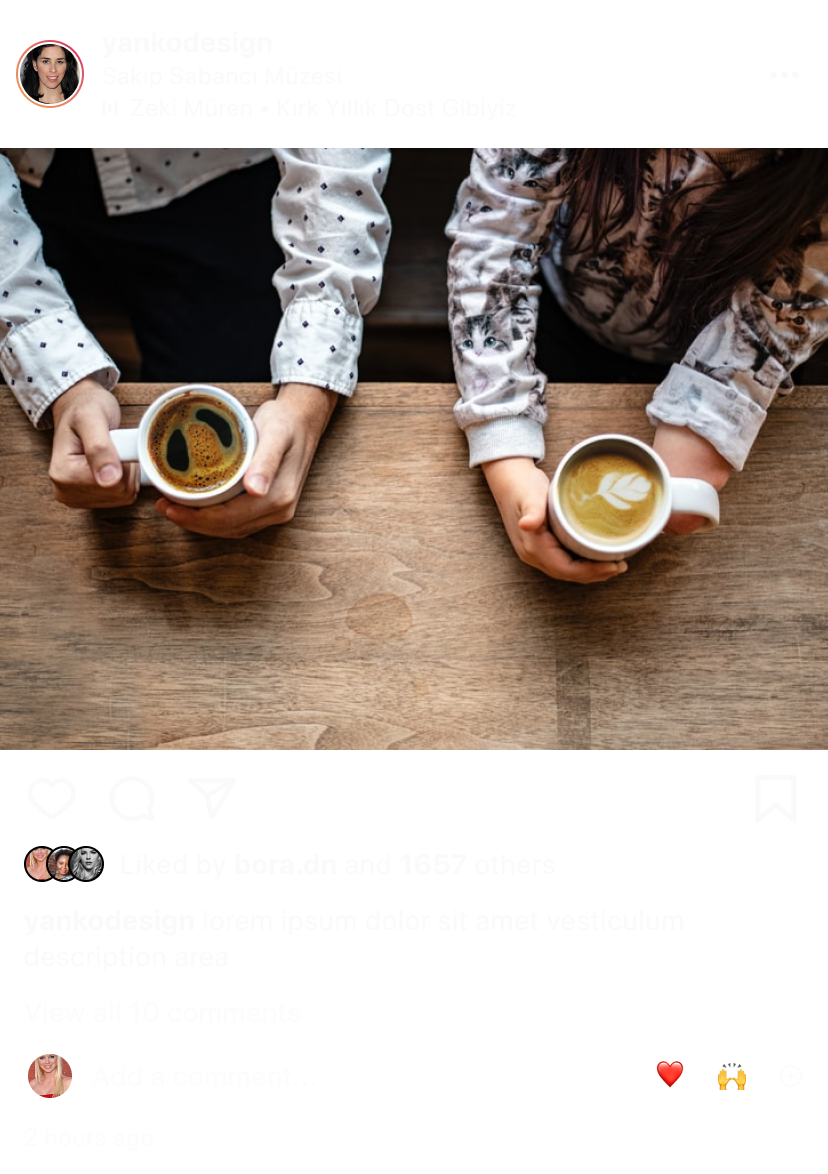 yankodesign
Sakıp Sabancı Müzesi
Zeki Müren • Kırk Yıllık Dost Gibiyiz
Liked by bora.dn and 1657 others
yankodesign lorem ipsum dolor sit amet vesticulum
description area
View all 10 comments
Add a comment...
2 hours ago